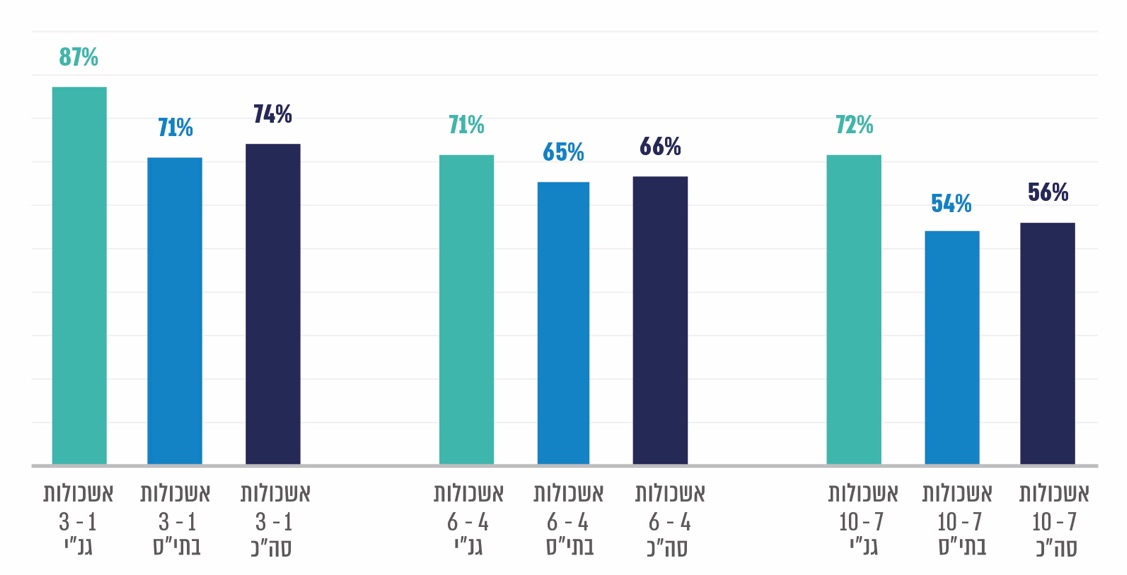 87%
71%
74%
71%
65%
66%
72%
54%
56%
אשכולות
3 - 1
גנ"י
אשכולות
3 - 1
בתי"ס
אשכולות
3 - 1
סה"כ
אשכולות
6 - 4
גנ"י
אשכולות
6 - 4
בתי"ס
אשכולות
6 - 4
סה"כ
אשכולות
10 - 7
גנ"י
אשכולות
10 - 7
בתי"ס
אשכולות
10 - 7
סה"כ